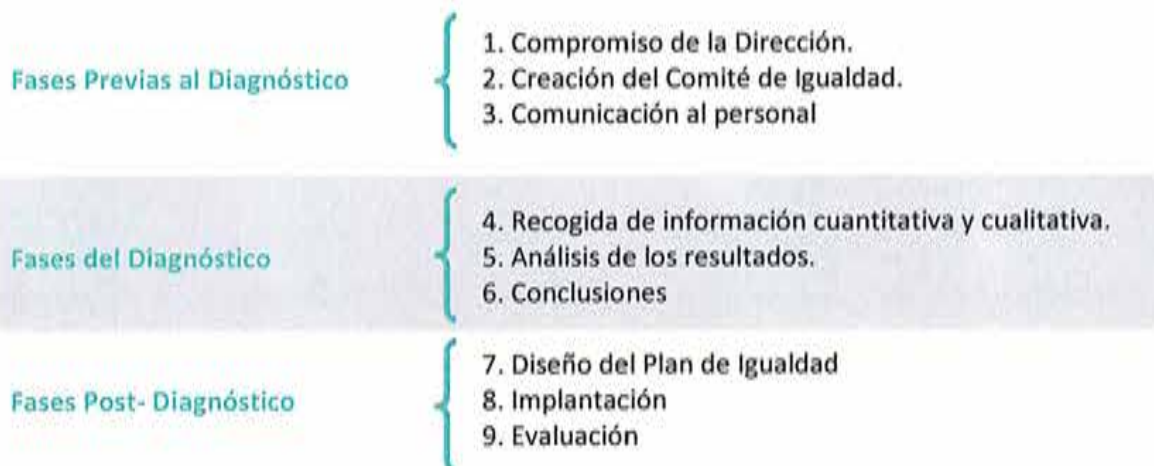 Fases Previas al Diagnóstico
1. Compromiso de la Dirección.
2. Creación del Comité de Igualdad.
3. Comunicación al personal
Fases del Diagnóstico
4. Recogida de información cuantitativa y cualitativa.
5. Análisis de los resultados.
6. Conclusiones
Fases Post- Diagnóstico
7. Diseño del Plan de Igualdad
8. Implantación
9. Evaluación